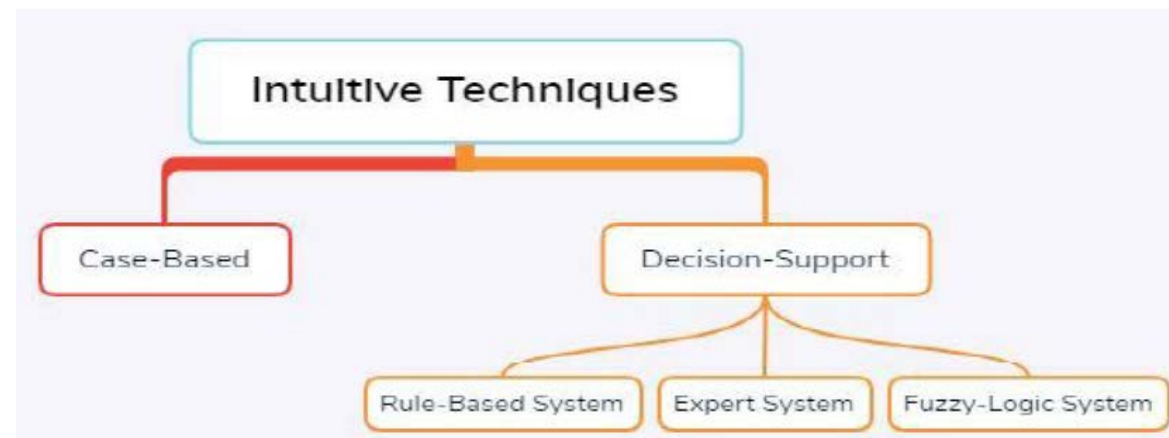 Intuitive Techniques
Case-Based
Decision-Support
Rule-Based System
Expert System
Fuzzy-Logic System